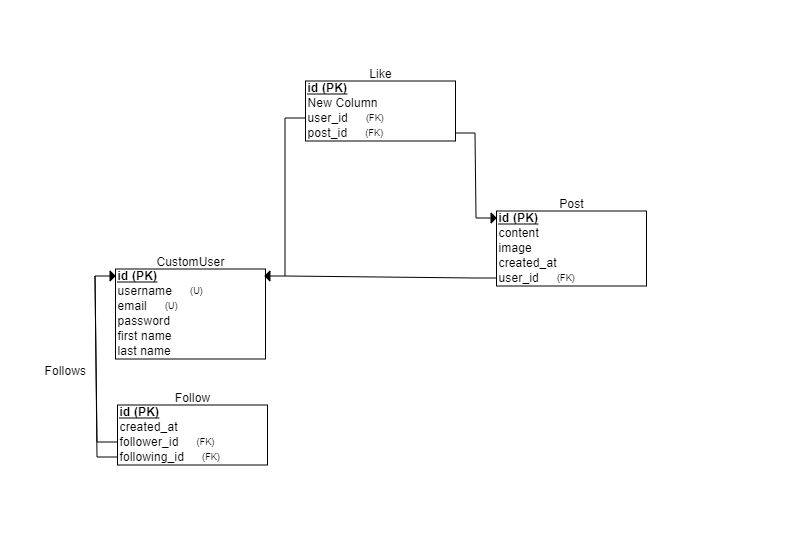 Like
id (PK)
New Column
user_id (FK)
post_id (FK)
Post
id (PK)
content
image
created_at
user_id (FK)
CustomUser
id (PK)
username (U)
email (U)
password
first name
last name
Follows
Follow
id (PK)
created_at
follower_id (FK)
following_id (FK)